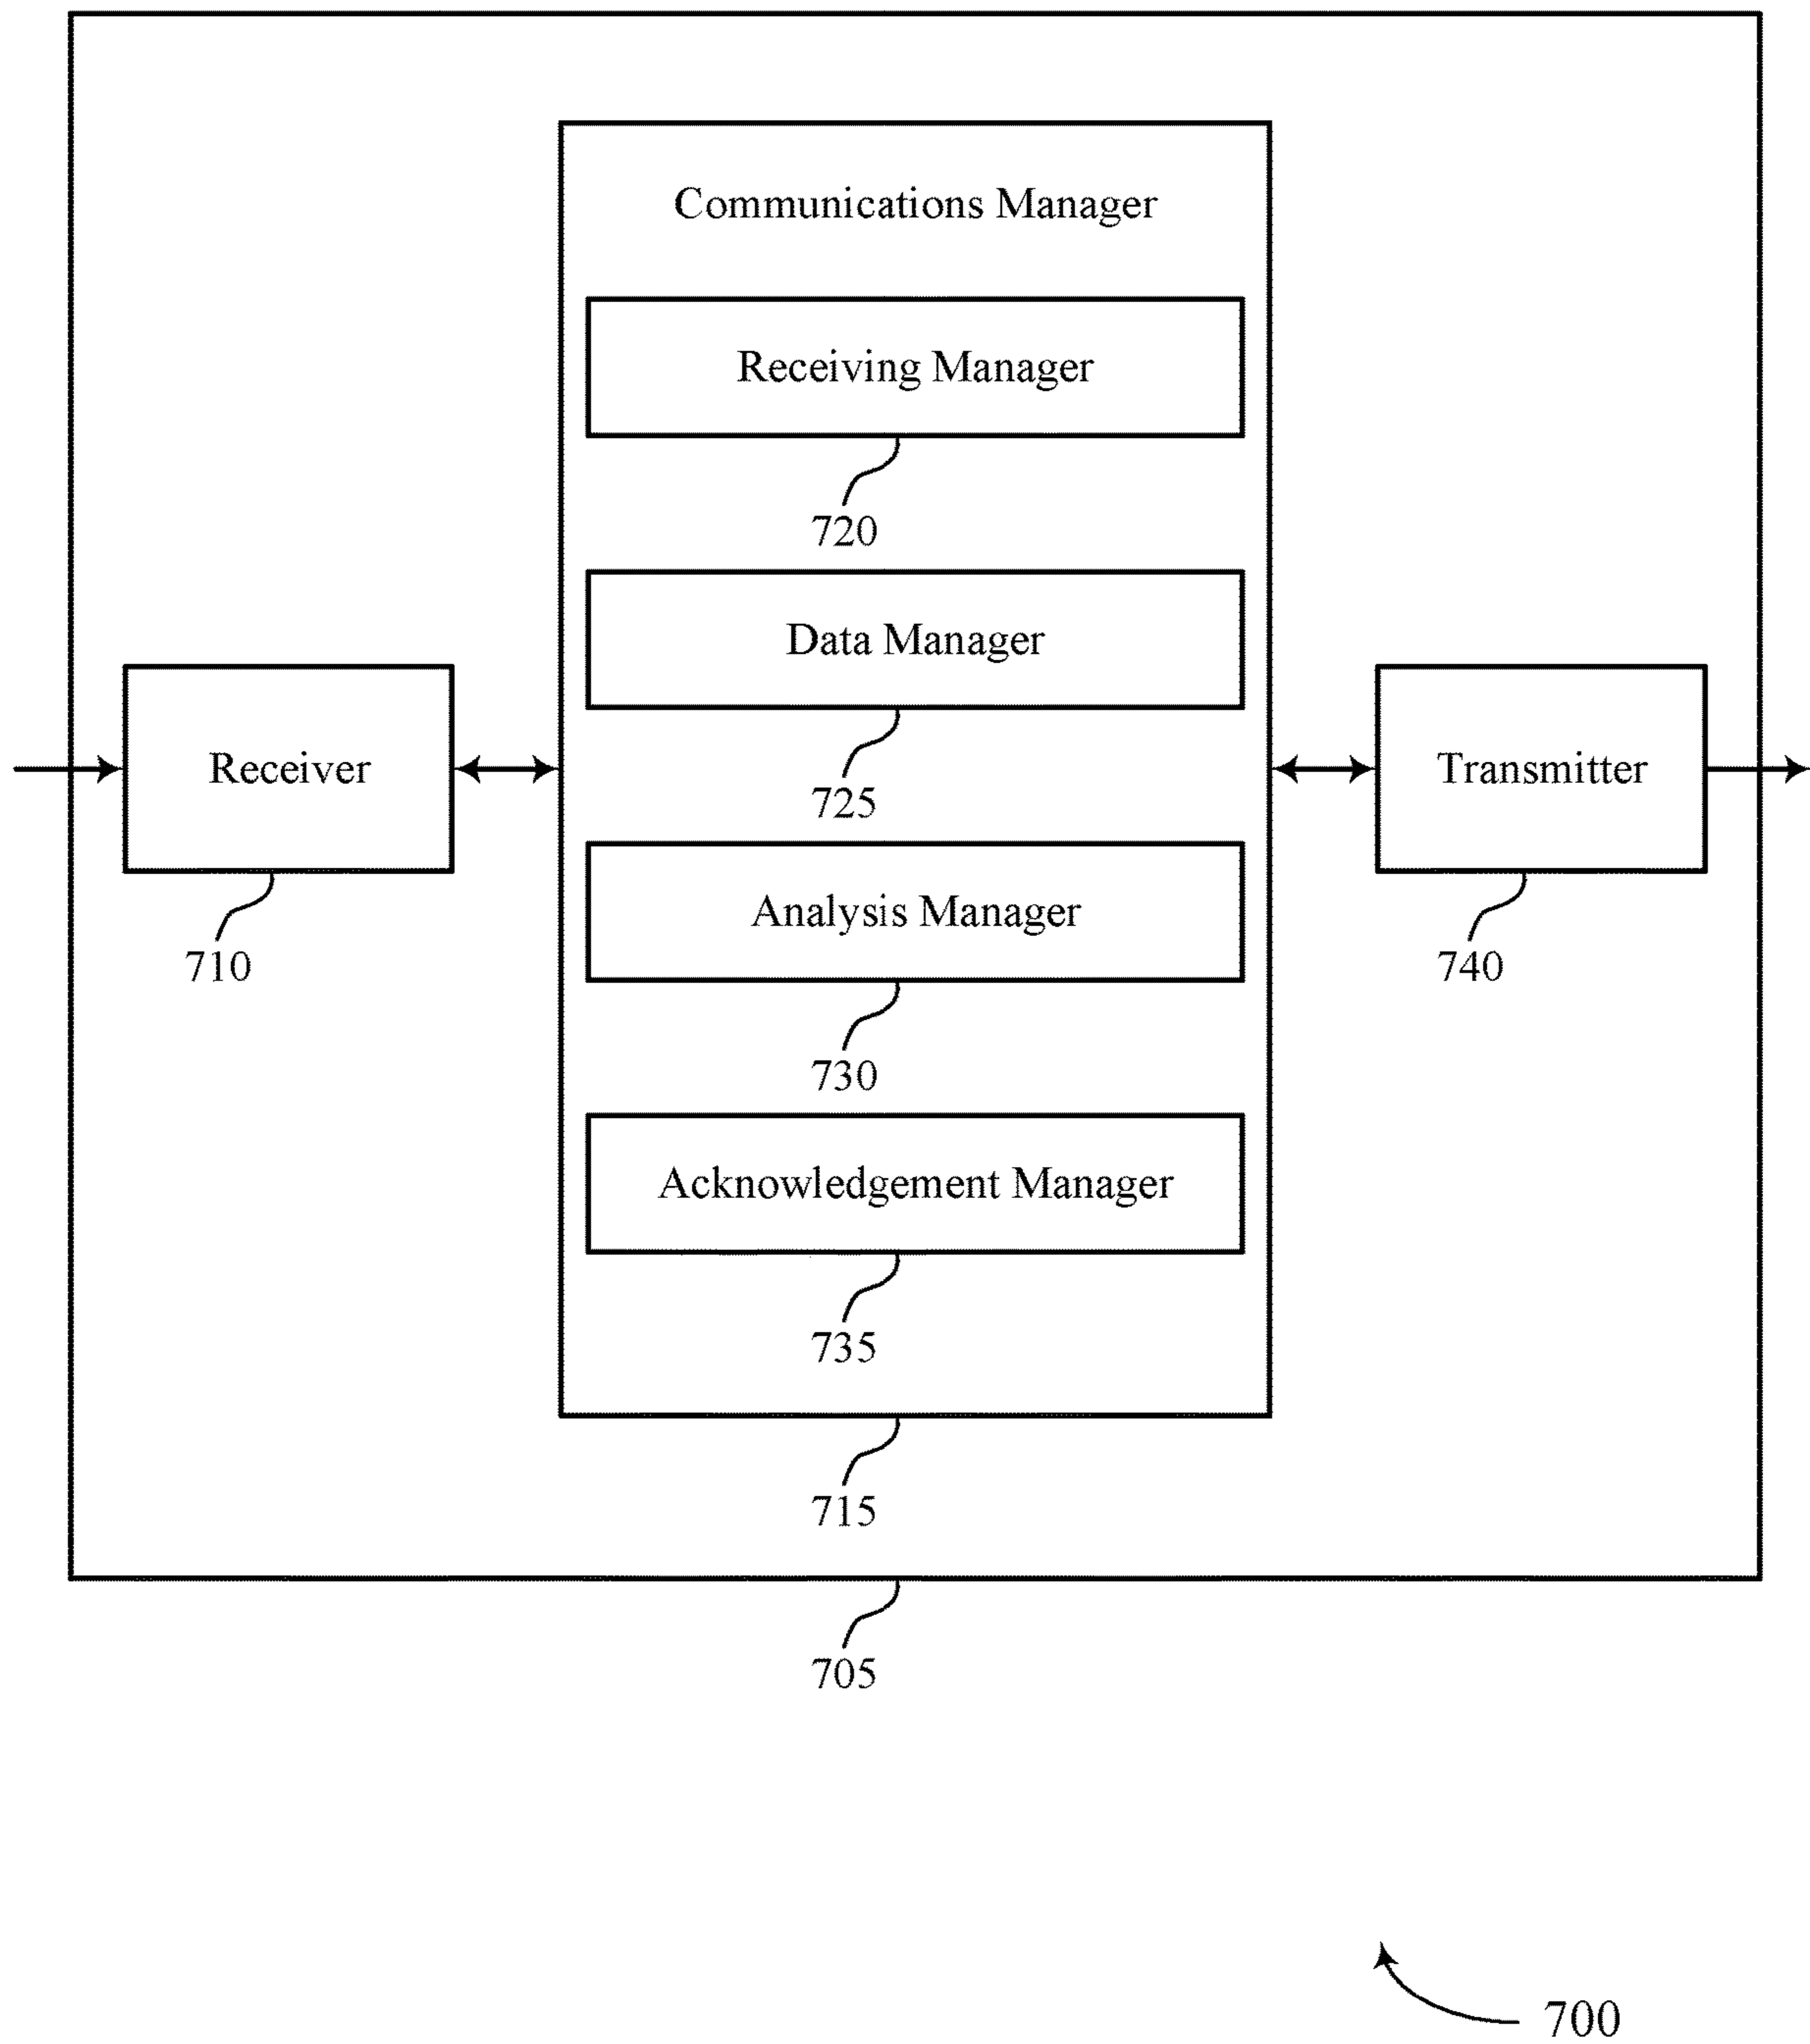 Communications Manager
Receiving Manager
720
Data Manager
725
Receiver
710
Transmitter
740
Analysis Manager
730
Acknowledgement Manager
735
715
705
700